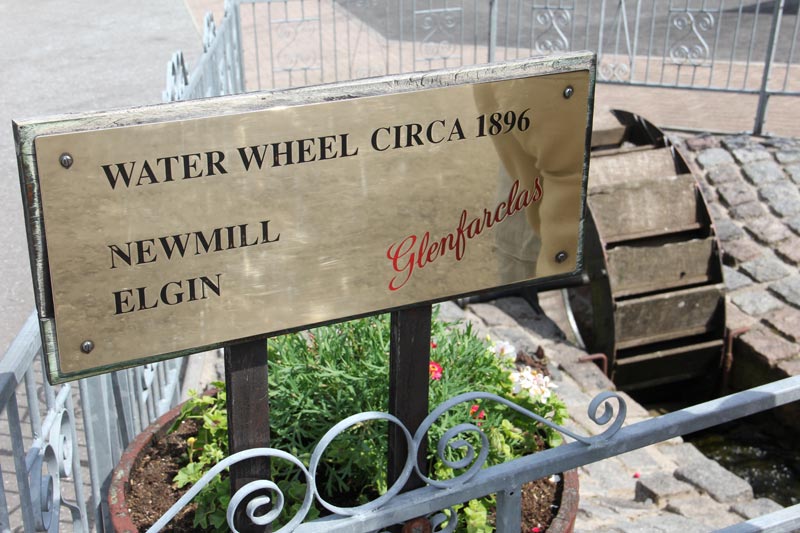 WATER WHEEL CIRCA 1896
NEWMILL
ELGIN
Glenfarclas